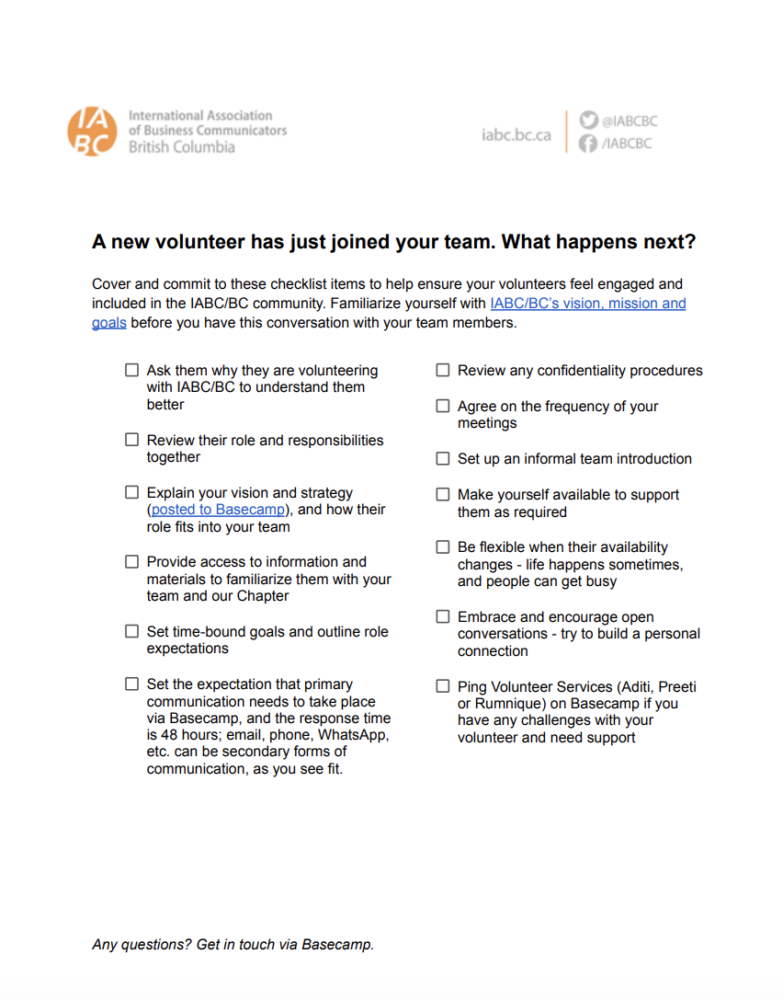 IA
BC
International Association
of Business Communicators
British Columbia
iabc.bc.ca
@IABCBC
/IABCBC
A new volunteer has just joined your team. What happens next?
Cover and commit to these checklist items to help ensure your volunteers feel engaged and
included in the IABC/BC community. Familiarize yourself with IABC/BC’s vision, mission and
goals before you have this conversation with your team members.
Ask them why they are volunteering
with IABC/BC to understand them
better
Review their role and responsibilities
together
Explain your vision and strategy
(posted to Basecamp), and how their
role fits into your team
Provide access to information and
materials to familiarize them with your
team and our Chapter
Set time-bound goals and outline role
expectations
Set the expectation that primary
communication needs to take place
via Basecamp, and the response time
is 48 hours; email, phone, WhatsApp,
etc. can be secondary forms of
communication, as you see fit.
Review any confidentiality procedures
Agree on the frequency of your
meetings
Set up an informal team introduction
Make yourself available to support
them as required
Be flexible when their availability
changes - life happens sometimes,
and people can get busy
Embrace and encourage open
conversations - try to build a personal
connection
Ping Volunteer Services (Aditi, Preeti
or Rumnique) on Basecamp if you
have any challenges with your
volunteer and need support
Any questions? Get in touch via Basecamp.